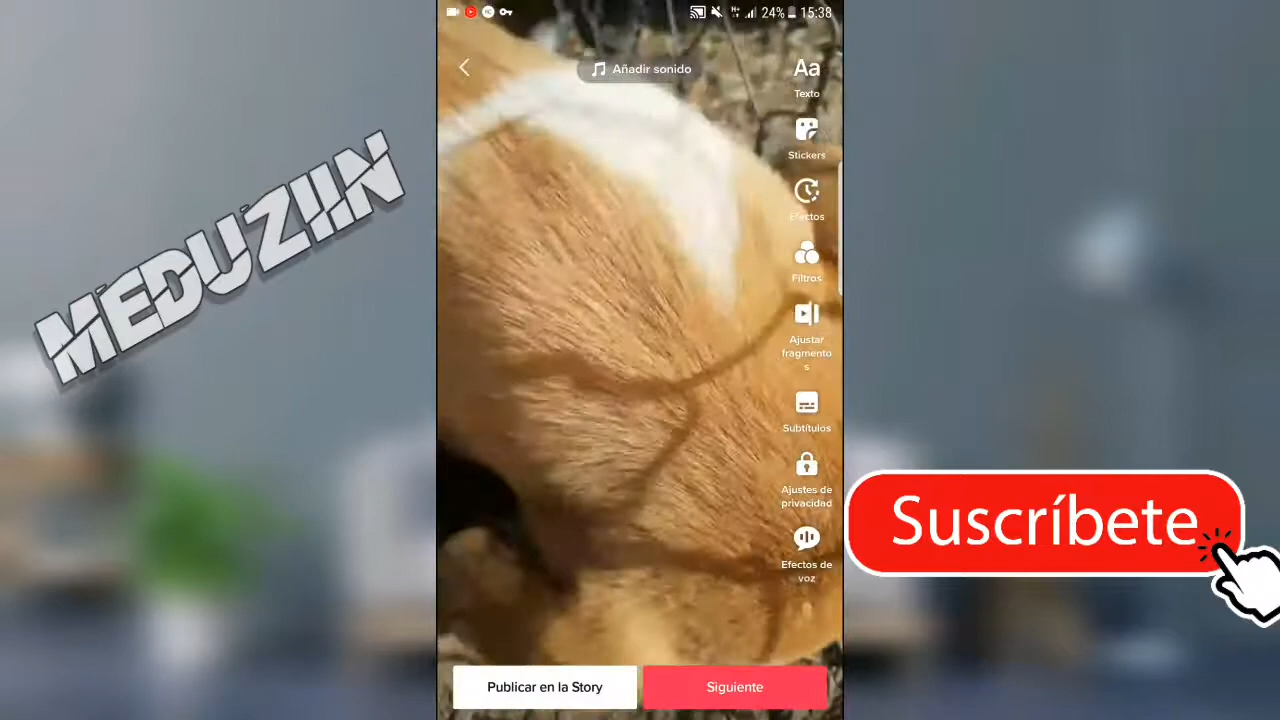 24% 15:38
Añadir sonido
Aa
Texto
Stickers
Efectos
Filtros
Ajustar
fragmento
s
Subtítulos
Ajustes de
privacidad
Efectos de
voz
MEDUZIIN
Suscríbete
Publicar en la Story
Siguiente